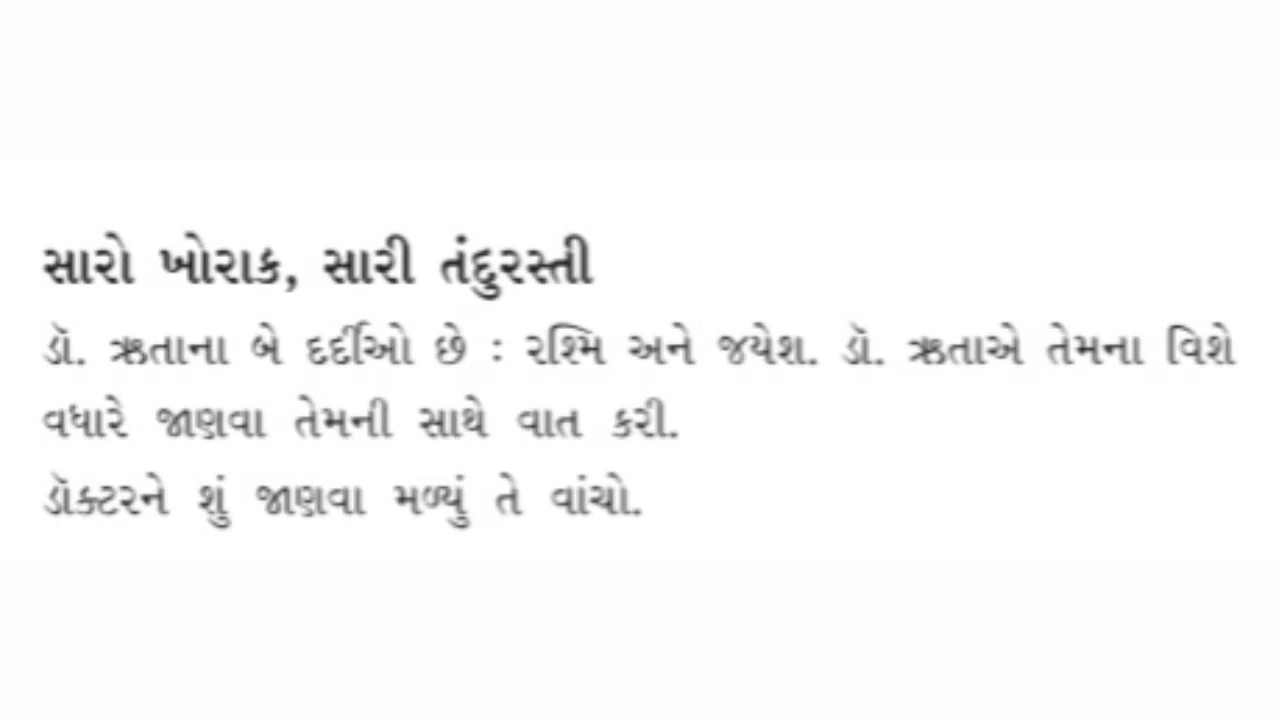 સારો ખોરાક, સારી તંદુરસ્તી
ડૉ. ઋતાના બે દર્દીઓ છે : રશ્મિ અને જયેશ. ડૉ. ઋતાએ તેમના વિશે
વધારે જાણવા તેમની સાથે વાત કરી.
ડૉક્ટરને શું જાણવા મળ્યું તે વાંચો.